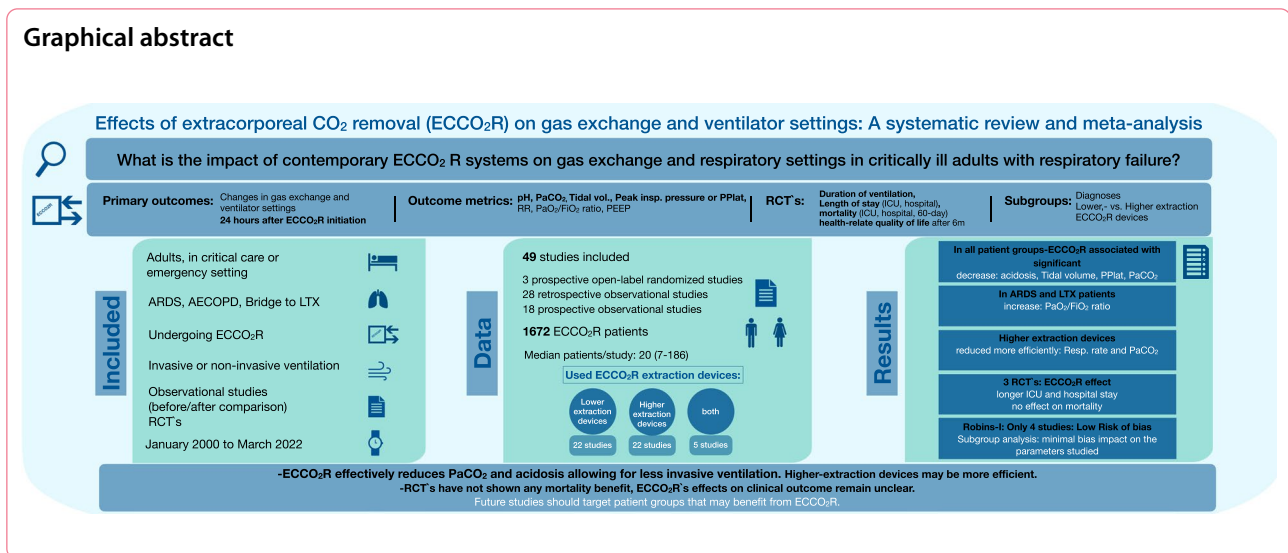 Graphical abstract
Effects of extracorporeal CO₂ removal (ECCO₂R) on gas exchange and ventilator settings: A systematic review and meta-analysis
What is the impact of contemporary ECCO₂ R systems on gas exchange and respiratory settings in critically ill adults with respiratory failure?
ECCO2R
Primary outcomes: Changes in gas exchange and
ventilator settings
24 hours after ECCO₂R initiation
Outcome metrics: pH, PaCO₂, Tidal vol., Peak insp. pressure or PPlat,
RR, PaO₂/FiO₂ ratio, PEEP
RCT`s: Duration of ventilation,
Length of stay (ICU, hospital),
mortality (ICU, hospital, 60-day)
health-relate quality of life after 6m
Subgroups: Diagnoses
Lower,- vs. Higher extraction
ECCO₂R devices
Included
Adults, in critical care or
emergency setting
ARDS, AECOPD, Bridge to LTX
Undergoing ECCO₂R
Invasive or non-invasive ventilation
Observational studies
(before/after comparison)
RCT`s
January 2000 to March 2022
Data
49 studies included
3 prospective open-label randomized studies
28 retrospective observational studies
18 prospective observational studies
1672 ECCO₂R patients
Median patients/study: 20 (7-186)
Used ECCO₂R extraction devices:
Lower
extraction
devices
22 studies
Higher
extraction
devices
22 studies
both
5 studies
Results
In all patient groups-ECCO₂R associated with
significant
decrease: acidosis, Tidal volume, PPlat, PaCO₂
In ARDS and LTX patients
increase: PaO₂/FiO₂ ratio
Higher extraction devices
reduced more efficiently: Resp. rate and PaCO₂
3 RCT`s: ECCO₂R effect
longer ICU and hospital stay
no effect on mortality
Robins-I: Only 4 studies: Low Risk of bias
Subgroup analysis: minimal bias impact on the
parameters studied
-ECCO₂R effectively reduces PaCO₂ and acidosis allowing for less invasive ventilation. Higher-extraction devices may be more efficient.
-RCT`s have not shown any mortality benefit, ECCO₂R`s effects on clinical outcome remain unclear.
Future studies should target patient groups that may benefit from ECCO₂R.